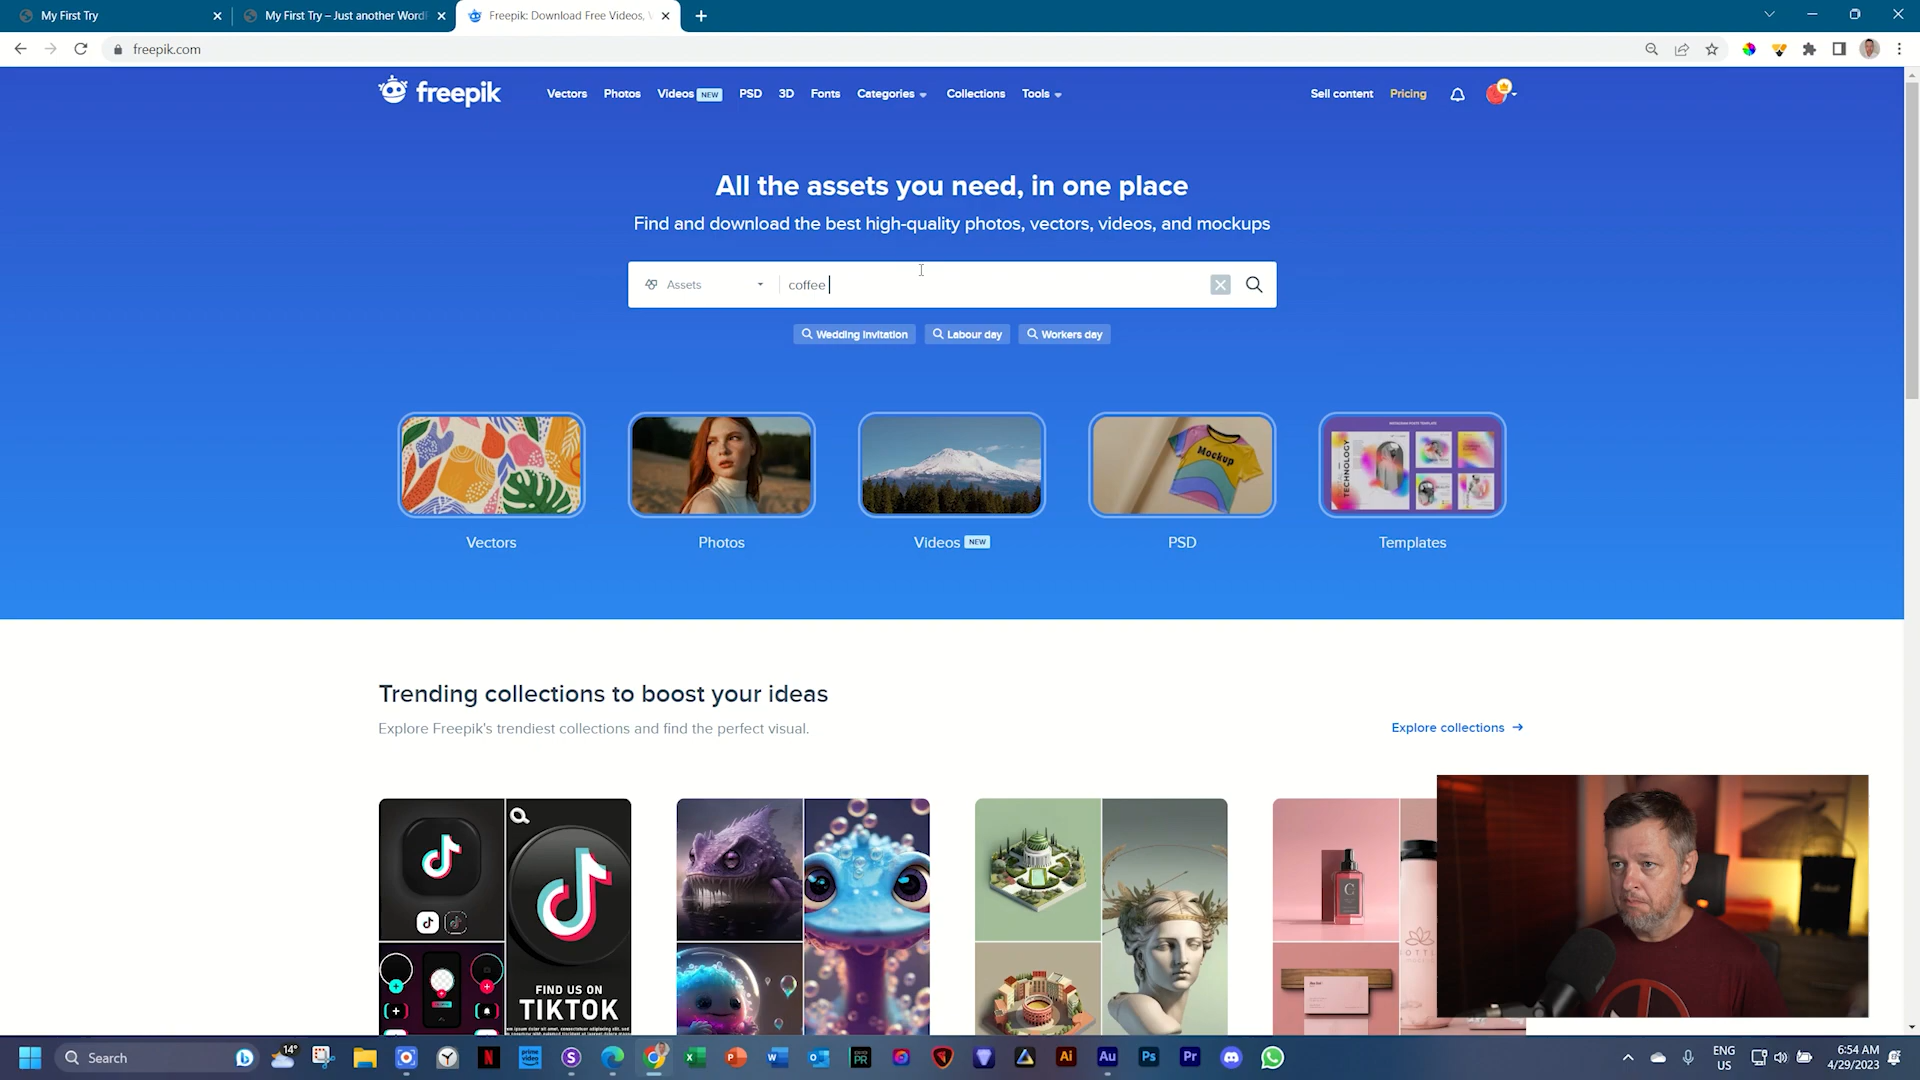 My First Try
My First Try – Just another Word
Freepik: Download Free Videos, V
freepik.com
freepik
Vectors
Photos
Videos NEW
PSD
3D
Fonts
Categories
Collections
Tools
Sell content
Pricing
All the assets you need, in one place
Find and download the best high-quality photos, vectors, videos, and mockups
Assets
coffee
Wedding invitation
Labour day
Workers day
Mockup
TECHNOLOGY
Vectors
Photos
Videos NEW
PSD
Templates
Trending collections to boost your ideas
Explore Freepik's trendiest collections and find the perfect visual.
Explore collections →
FIND US ON
TIKTOK
C
Search
14°
ENG
US
6:54 AM
4/29/2023